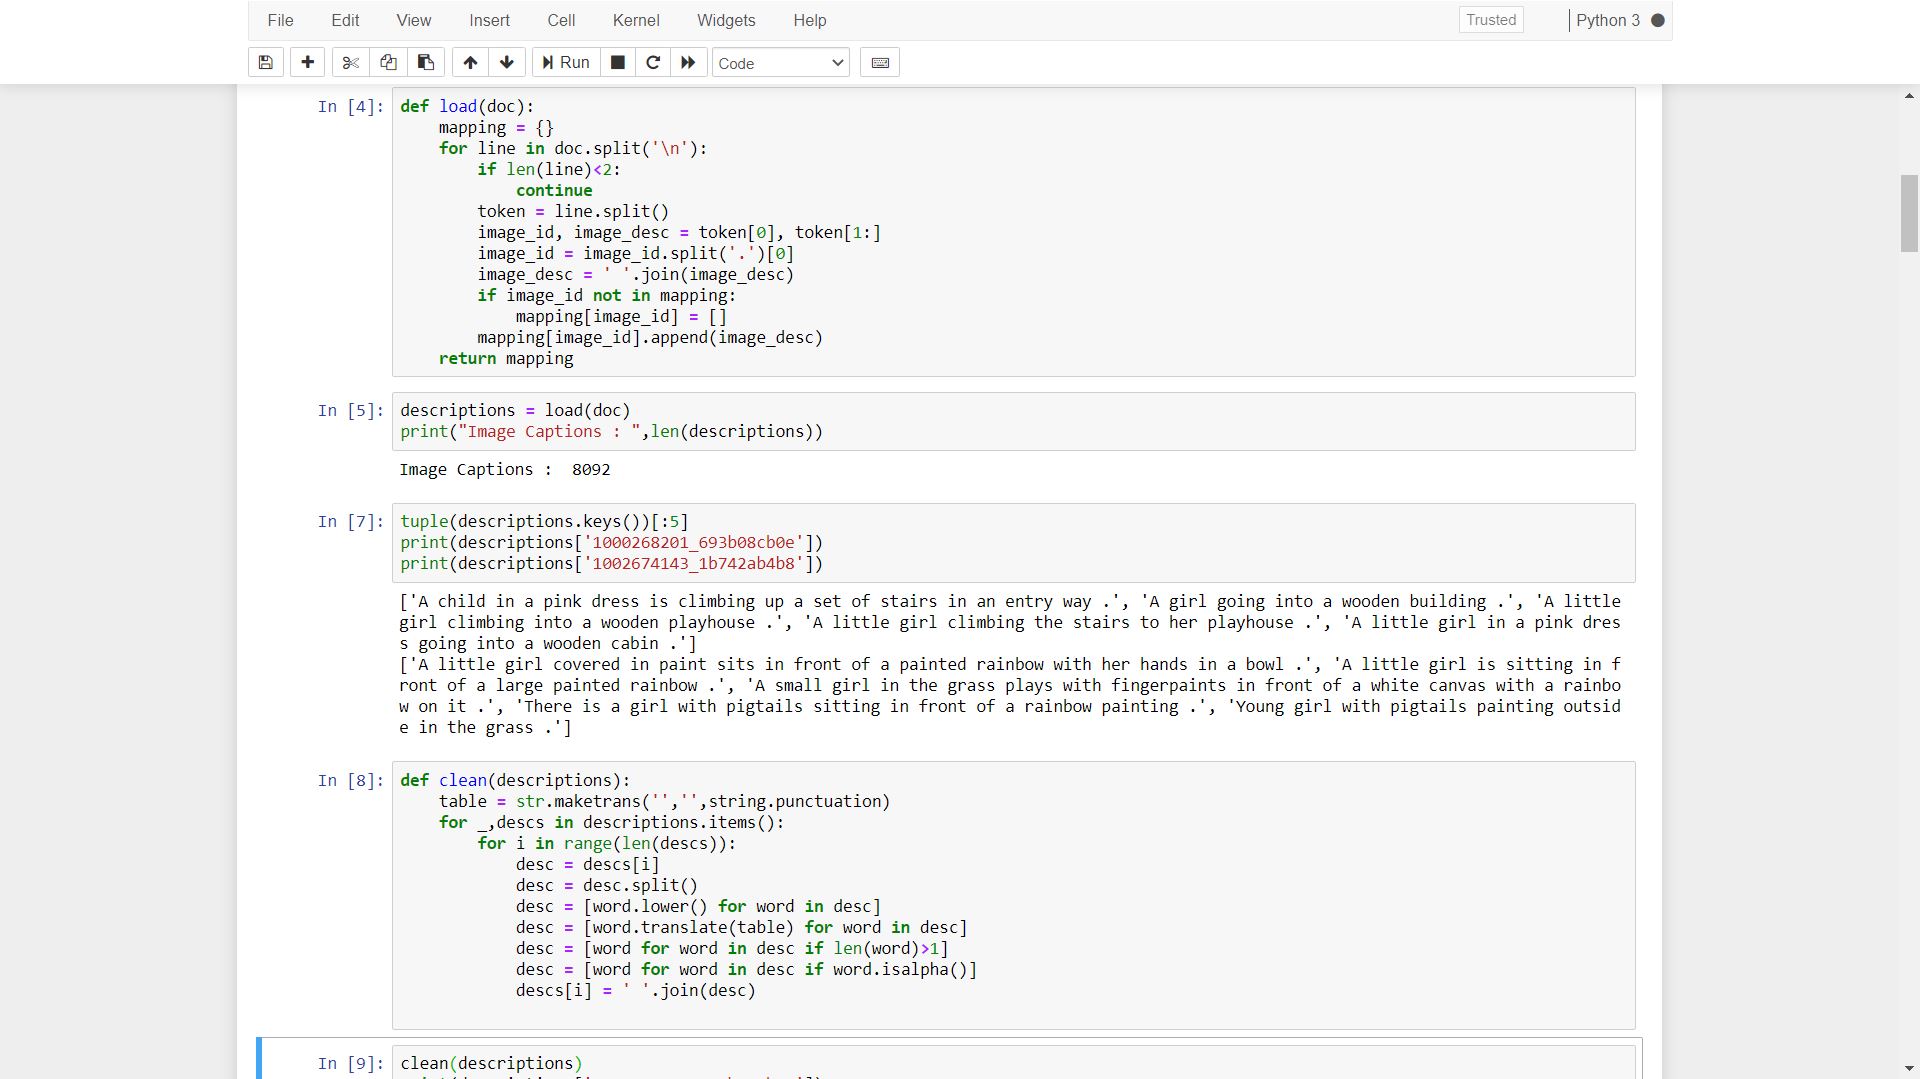 File Edit View Insert Cell Kernel Widgets Help Trusted Python 3
Run Code
In [4]: def load(doc):
    mapping = {}
    for line in doc.split('\n'):
        if len(line)<2:
            continue
        token = line.split()
        image_id, image_desc = token[0], token[1:]
        image_id = image_id.split('.')[0]
        image_desc = ' '.join(image_desc)
        if image_id not in mapping:
            mapping[image_id] = []
        mapping[image_id].append(image_desc)
    return mapping
In [5]: descriptions = load(doc)
print("Image Captions : ",len(descriptions))
Image Captions :  8092
In [7]: tuple(descriptions.keys())[:5]
print(descriptions['1000268201_693b08cb0e'])
print(descriptions['1002674143_1b742ab4b8'])
['A child in a pink dress is climbing up a set of stairs in an entry way .', 'A girl going into a wooden building .', 'A little
girl climbing into a wooden playhouse .', 'A little girl climbing the stairs to her playhouse .', 'A little girl in a pink dres
s going into a wooden cabin .']
['A little girl covered in paint sits in front of a painted rainbow with her hands in a bowl .', 'A little girl is sitting in f
ront of a large painted rainbow .', 'A small girl in the grass plays with fingerpaints in front of a white canvas with a rainbo
w on it .', 'There is a girl with pigtails sitting in front of a rainbow painting .', 'Young girl with pigtails painting outsid
e in the grass .']
In [8]: def clean(descriptions):
    table = str.maketrans('','',string.punctuation)
    for _,descs in descriptions.items():
        for i in range(len(descs)):
            desc = descs[i]
            desc = desc.split()
            desc = [word.lower() for word in desc]
            desc = [word.translate(table) for word in desc]
            desc = [word for word in desc if len(word)>1]
            desc = [word for word in desc if word.isalpha()]
            descs[i] = ' '.join(desc)
In [9]: clean(descriptions)